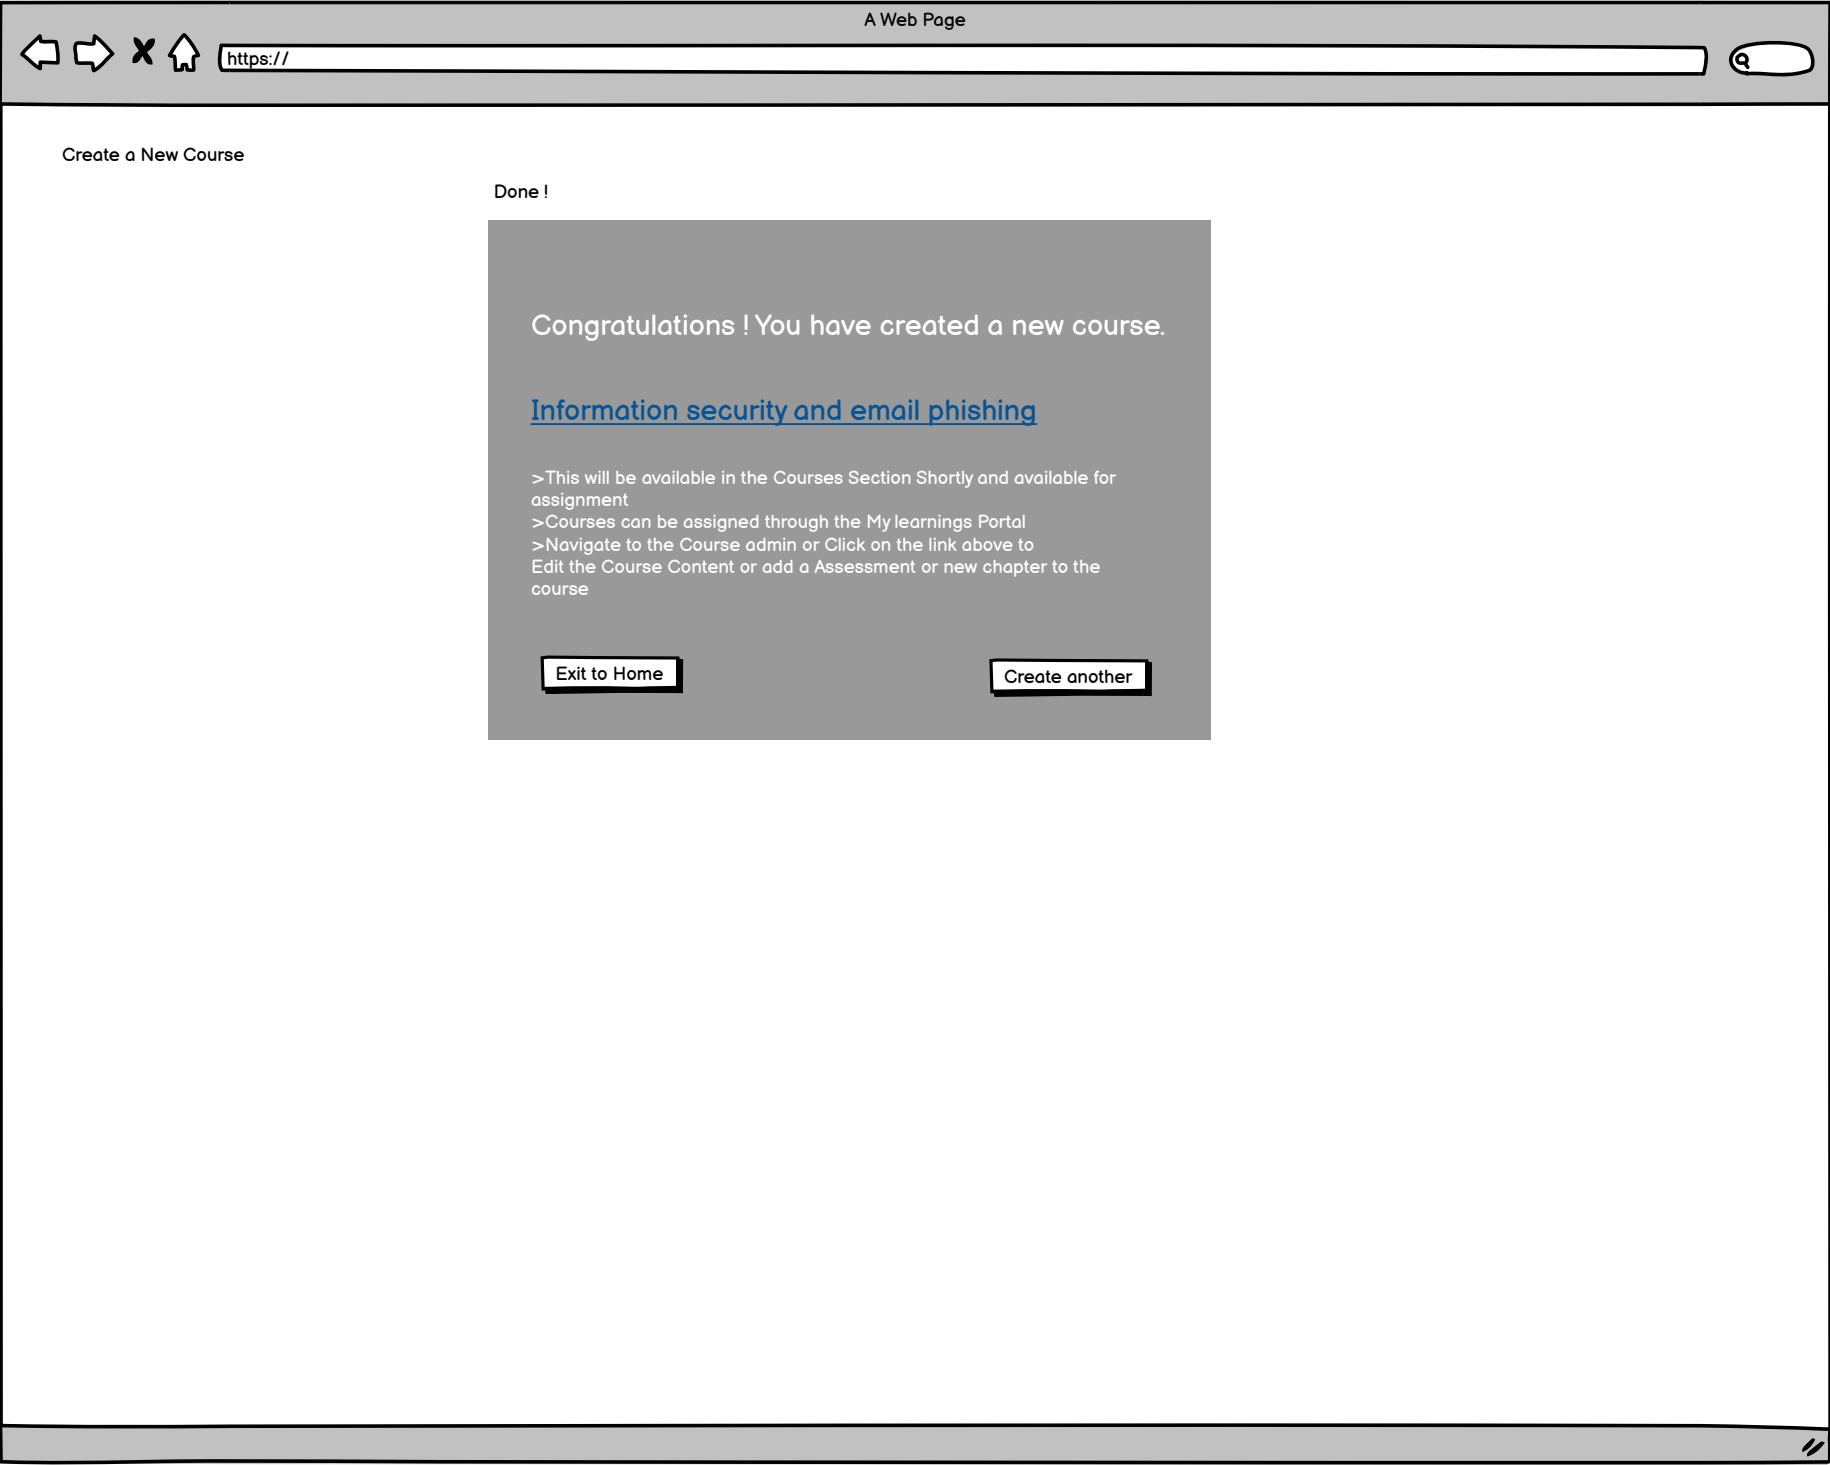 A Web Page
https://
Create a New Course
Done !
Congratulations ! You have created a new course.
Information security and email phishing
>This will be available in the Courses Section Shortly and available for
assignment
>Courses can be assigned through the My learnings Portal
>Navigate to the Course admin or Click on the link above to
Edit the Course Content or add a Assessment or new chapter to the
course
Exit to Home
Create another